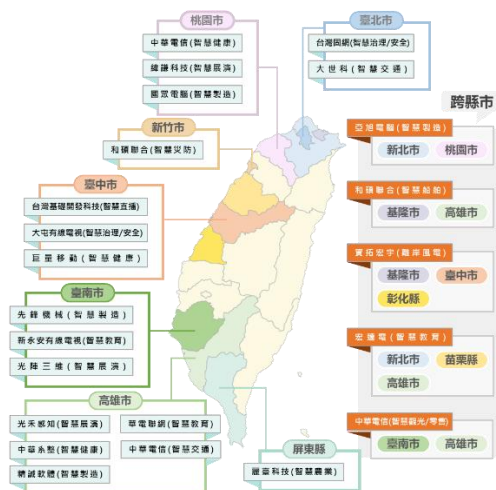 桃園市
中華電信(智慧健康)
緯謙科技(智慧展演)
國眾電腦(智慧製造)
臺北市
台灣固網(智慧治理/安全)
大世科(智慧交通)
新竹市
和碩聯合(智慧災防)
臺中市
台灣基礎開發科技(智慧直播)
大屯有線電視(智慧治理/安全)
巨量移動(智慧健康)
臺南市
先鋒機械(智慧製造)
新永安有線電視(智慧教育)
光陣三維(智慧展演)
高雄市
光禾感知(智慧展演)
華電聯網(智慧教育)
中華系整(智慧健康)
中華電信(智慧交通)
精誠軟體(智慧製造)
屏東縣
麗臺科技(智慧農業)
跨縣市
亞旭電腦(智慧製造)
新北市
桃園市
和碩聯合(智慧船舶)
基隆市
高雄市
資拓宏宇(離岸風電)
基隆市
臺中市
彰化縣
宏達電(智慧教育)
新北市
苗栗縣
高雄市
中華電信(智慧觀光/零售)
臺南市
高雄市